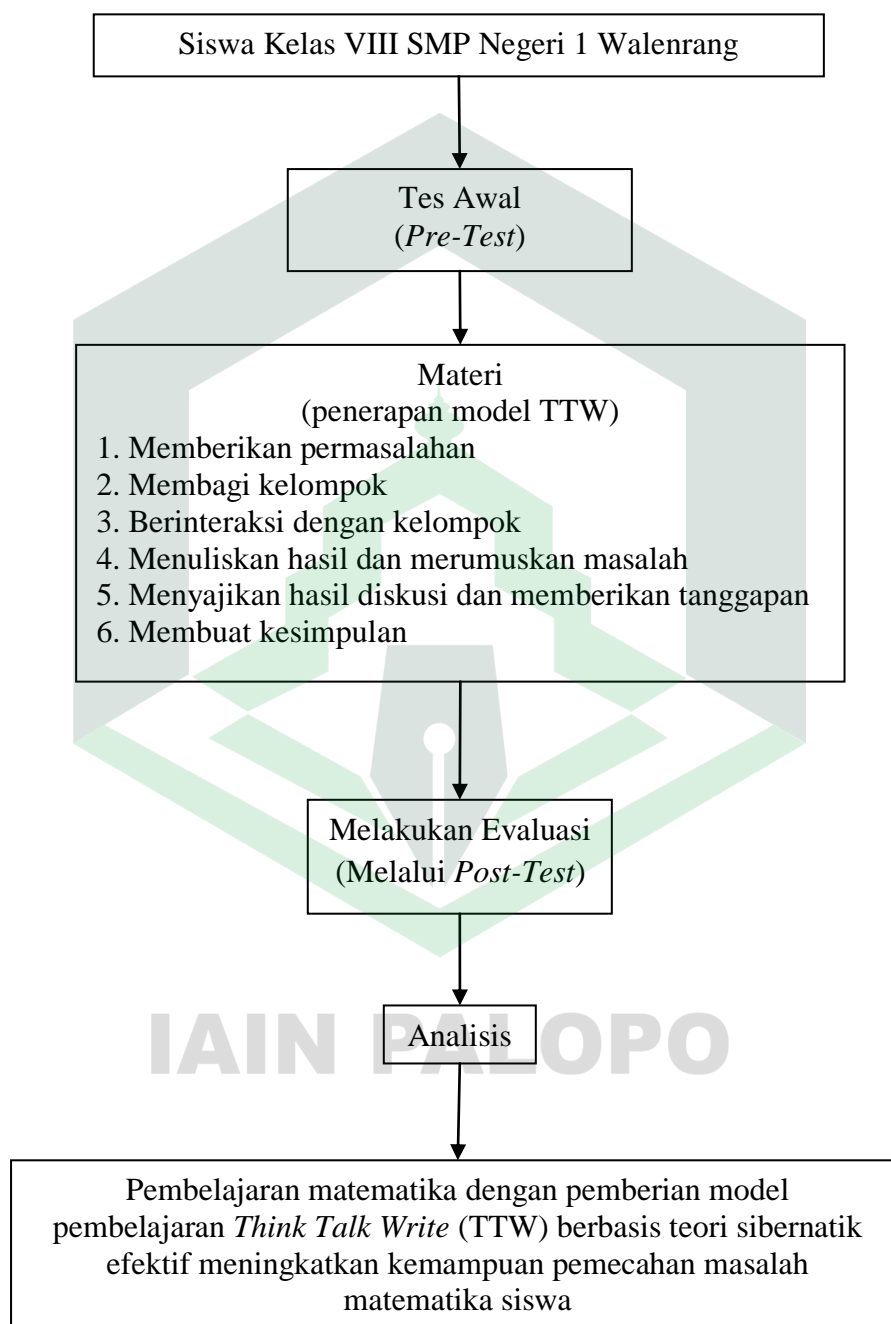 Siswa Kelas VIII SMP Negeri 1 Walenrang
Tes Awal
(Pre-Test)
Materi
(penerapan model TTW)
1. Memberikan permasalahan
2. Membagi kelompok
3. Berinteraksi dengan kelompok
4. Menuliskan hasil dan merumuskan masalah
5. Menyajikan hasil diskusi dan memberikan tanggapan
6. Membuat kesimpulan
Melakukan Evaluasi
(Melalui Post-Test)
IAIN PALOPO
Analisis
Pembelajaran matematika dengan pemberian model
pembelajaran Think Talk Write (TTW) berbasis teori sibernatik
efektif meningkatkan kemampuan pemecahan masalah
matematika siswa